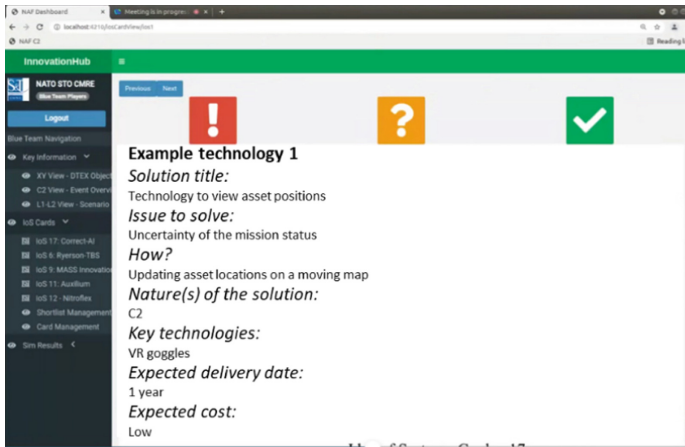 NAF Dashboard
Meeting is in progres
localhost:4216/iosCardView/ios1
NAF C2
Reading l
InnovationHub
NATO STO CMRE
Blue Team Players
Logout
Blue Team Navigation
Key Information
XY View - DTEX Object
C2 View - Event Overvi
L1-L2 View - Scenario
IoS Cards
IoS 17: Correct-AI
IoS 6: Ryerson TBS
IoS 9: MASS Innovation
IoS 11: Auxilium
IoS 12 - Nitroflex
Shortlist Management
Card Management
Sim Results
Previous Next
Example technology 1
Solution title:
Technology to view asset positions
Issue to solve:
Uncertainty of the mission status
How?
Updating asset locations on a moving map
Nature(s) of the solution:
C2
Key technologies:
VR goggles
Expected delivery date:
1 year
Expected cost:
Low